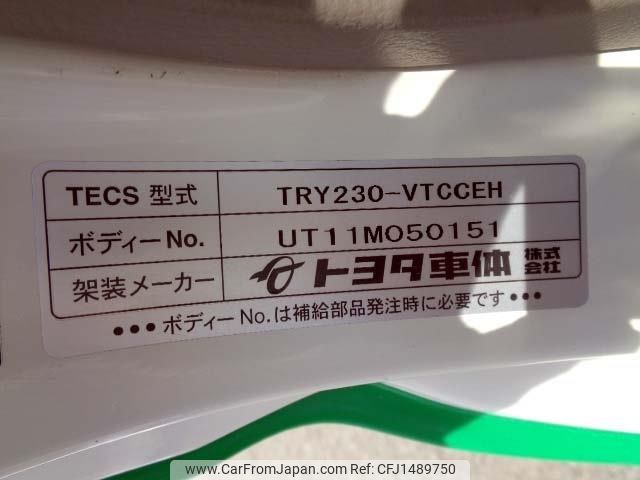 TECS 型式 TRY230-VTCCEH
ボディーNo. UT11M050151
架装メーカー トヨタ車体 株式会社
•••ボディーNo.は補給部品発注時に必要です•••
www.CarFromJapan.com | ID: CFJ1489750